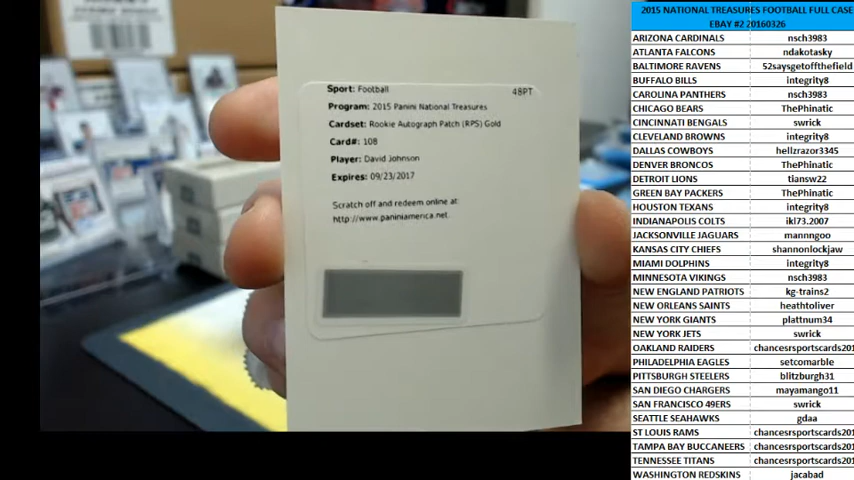 Sport: Football 48PT
Program: 2015 Panini National Treasures
Cardset: Rookie Autograph Patch (RPS) Gold
Card#: 108
Player: David Johnson
Expires: 09/23/2017
Scratch off and redeem online at:
http://www.paniniamerica.net
2015 NATIONAL TREASURES FOOTBALL FULL CASE
EBAY #2 20160326
ARIZONA CARDINALS nsch3983
ATLANTA FALCONS ndakotasky
BALTIMORE RAVENS 52saysgetoffthefield
BUFFALO BILLS integrity8
CAROLINA PANTHERS nsch3983
CHICAGO BEARS ThePhinatic
CINCINNATI BENGALS swrick
CLEVELAND BROWNS integrity8
DALLAS COWBOYS hellzrazor3345
DENVER BRONCOS ThePhinatic
DETROIT LIONS tiansw22
GREEN BAY PACKERS ThePhinatic
HOUSTON TEXANS integrity8
INDIANAPOLIS COLTS ikl73.2007
JACKSONVILLE JAGUARS manngoo
KANSAS CITY CHIEFS shannonlockjaw
MIAMI DOLPHINS integrity8
MINNESOTA VIKINGS nsch3983
NEW ENGLAND PATRIOTS kg-trains2
NEW ORLEANS SAINTS heathtoliver
NEW YORK GIANTS plattnum34
NEW YORK JETS swrick
OAKLAND RAIDERS chancesrsportscards201
PHILADELPHIA EAGLES setcomarble
PITTSBURGH STEELERS blitzburgh31
SAN DIEGO CHARGERS mayamango11
SAN FRANCISCO 49ERS swrick
SEATTLE SEAHAWKS gdaa
ST LOUIS RAMS chancesrsportscards201
TAMPA BAY BUCCANEERS chancesrsportscards201
TENNESSEE TITANS chancesrsportscards201
WASHINGTON REDSKINS jacabad